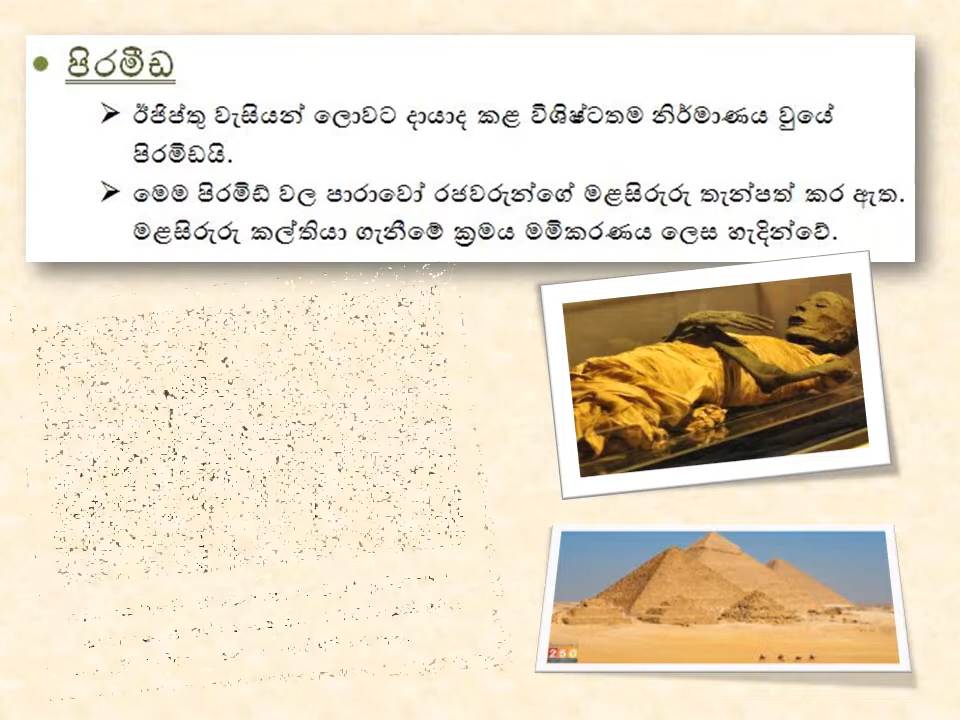 පිරමීඩ
ඊජිප්තු වැසියන් ලොවට දායාද කළ විශිෂ්ටතම නිර්මාණය වුයේ
පිරමිඩයි.
මෙම පිරමිඩ් වල පාරාවෝ රජවරුන්ගේ මළසිරුරු තැන්පත් කර ඇත.
මළසිරුරු කල්තියා ගැනීමේ ක්‍රමය මමිකරණය ලෙස හැදින්වේ.
250